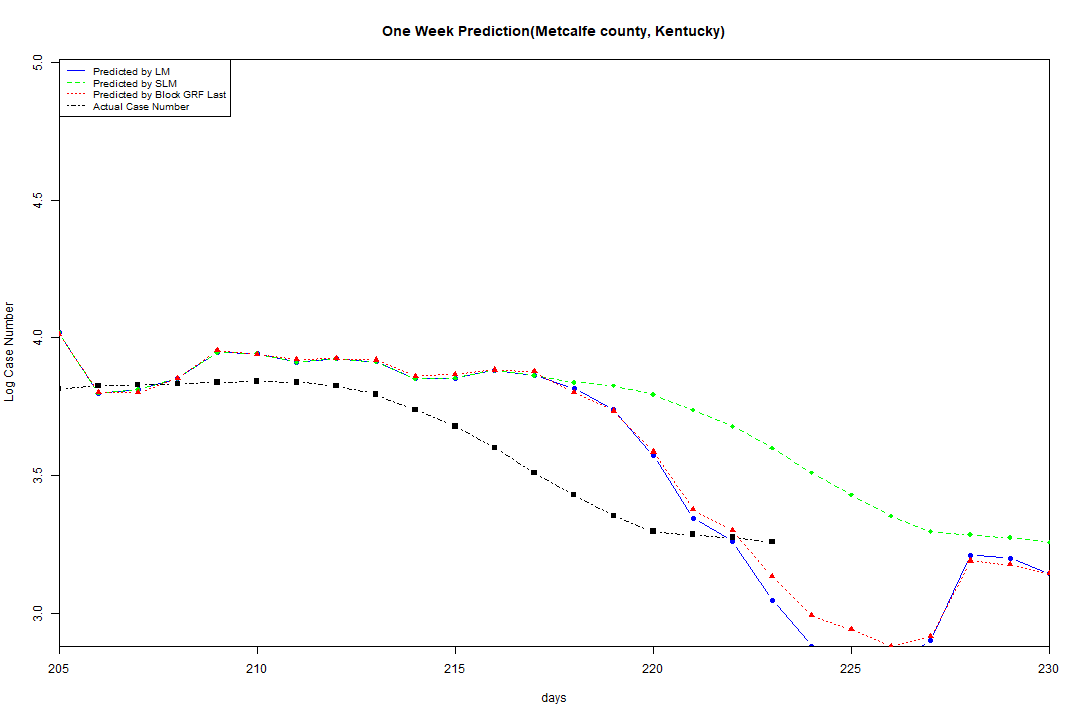 One Week Prediction(Metcalfe county, Kentucky)
Predicted by LM
Predicted by SLM
Predicted by Block GRF Last
Actual Case Number
Log Case Number
5.0
4.5
4.0
3.5
3.0
205 210 215 220 225 230
days